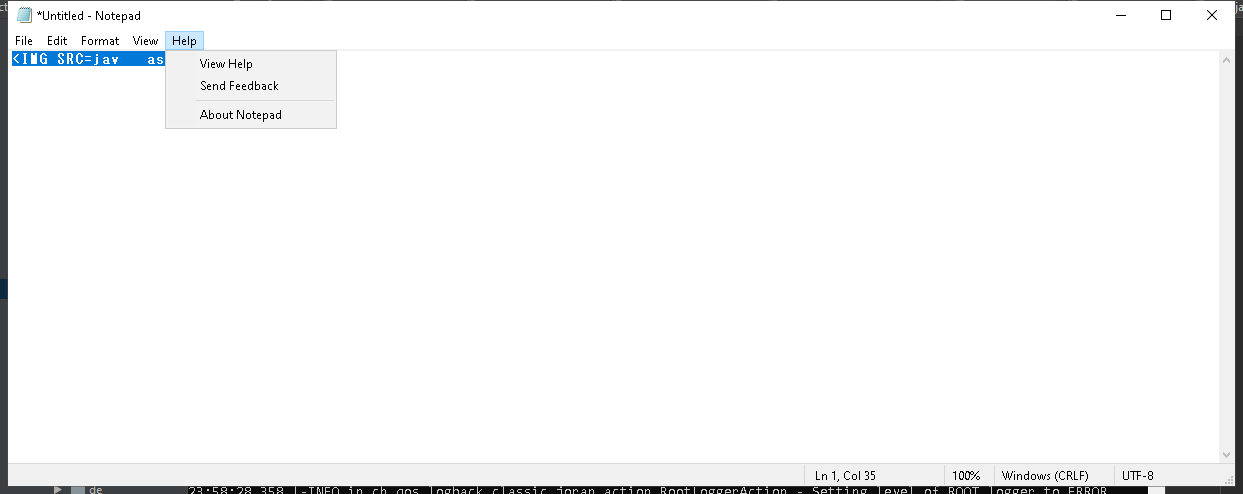 *Untitled - Notepad
File Edit Format View Help
<IMG SRC=jav as
View Help
Send Feedback
About Notepad
Ln 1, Col 35 100% Windows (CRLF) UTF-8
de 23:58:28,358 |-INFO in ch.qos.logback.classic.joran.action.RootLoggerAction - Setting level of ROOT logger to ERROR